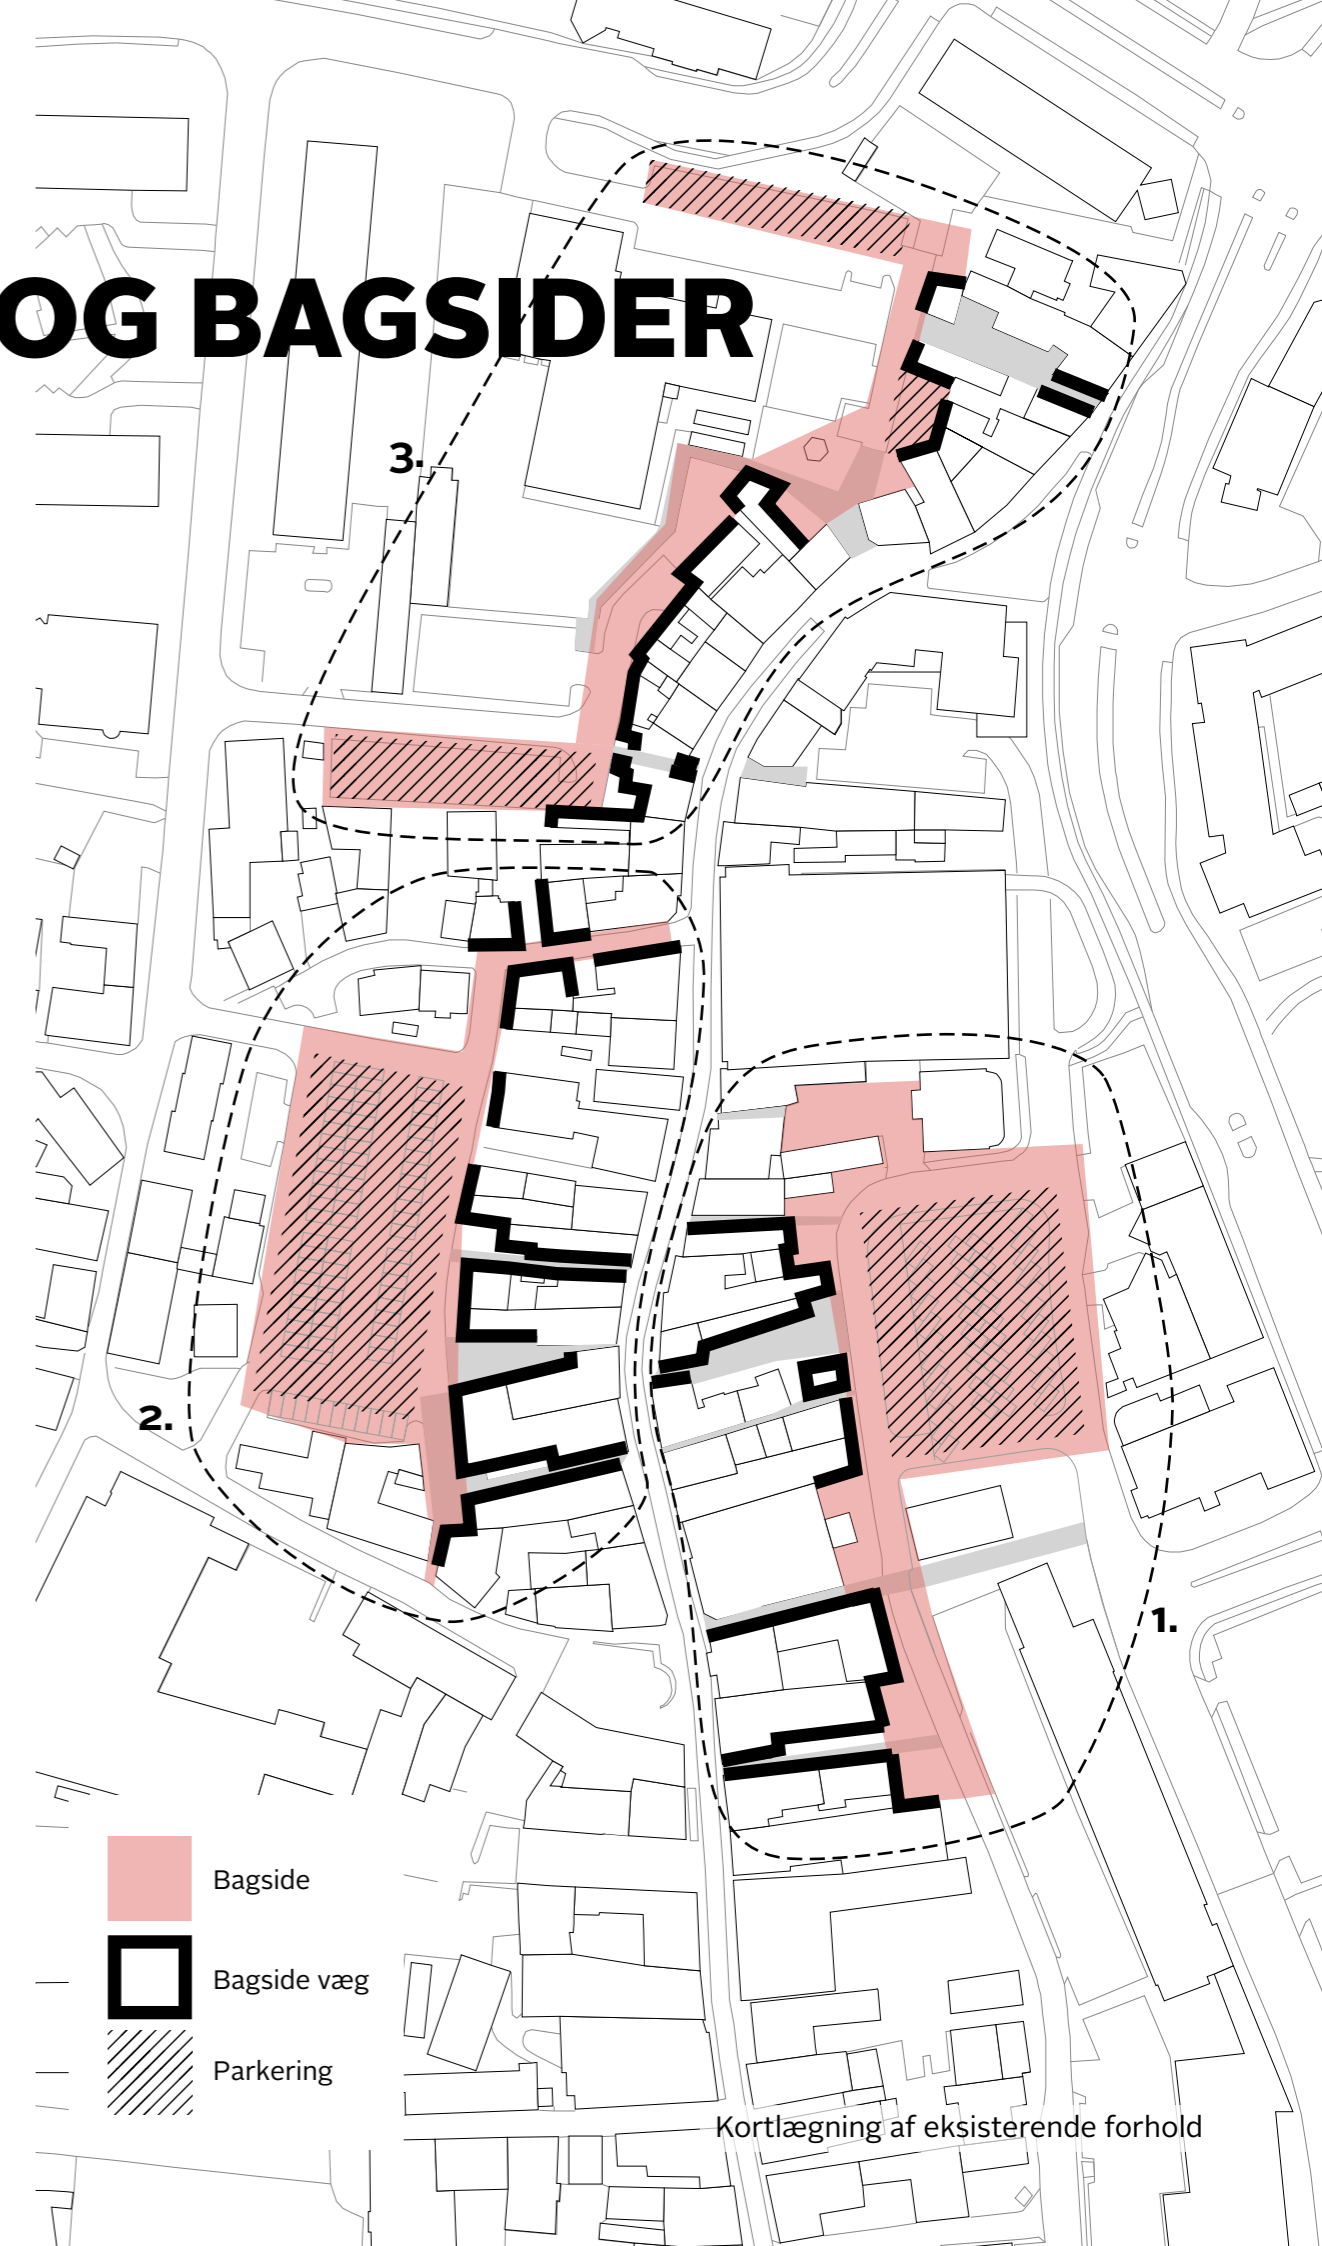 OG BAGSIDER
3.
2.
1.
Bagside
Bagside væg
Parkering
Kortlægning af eksisterende forhold